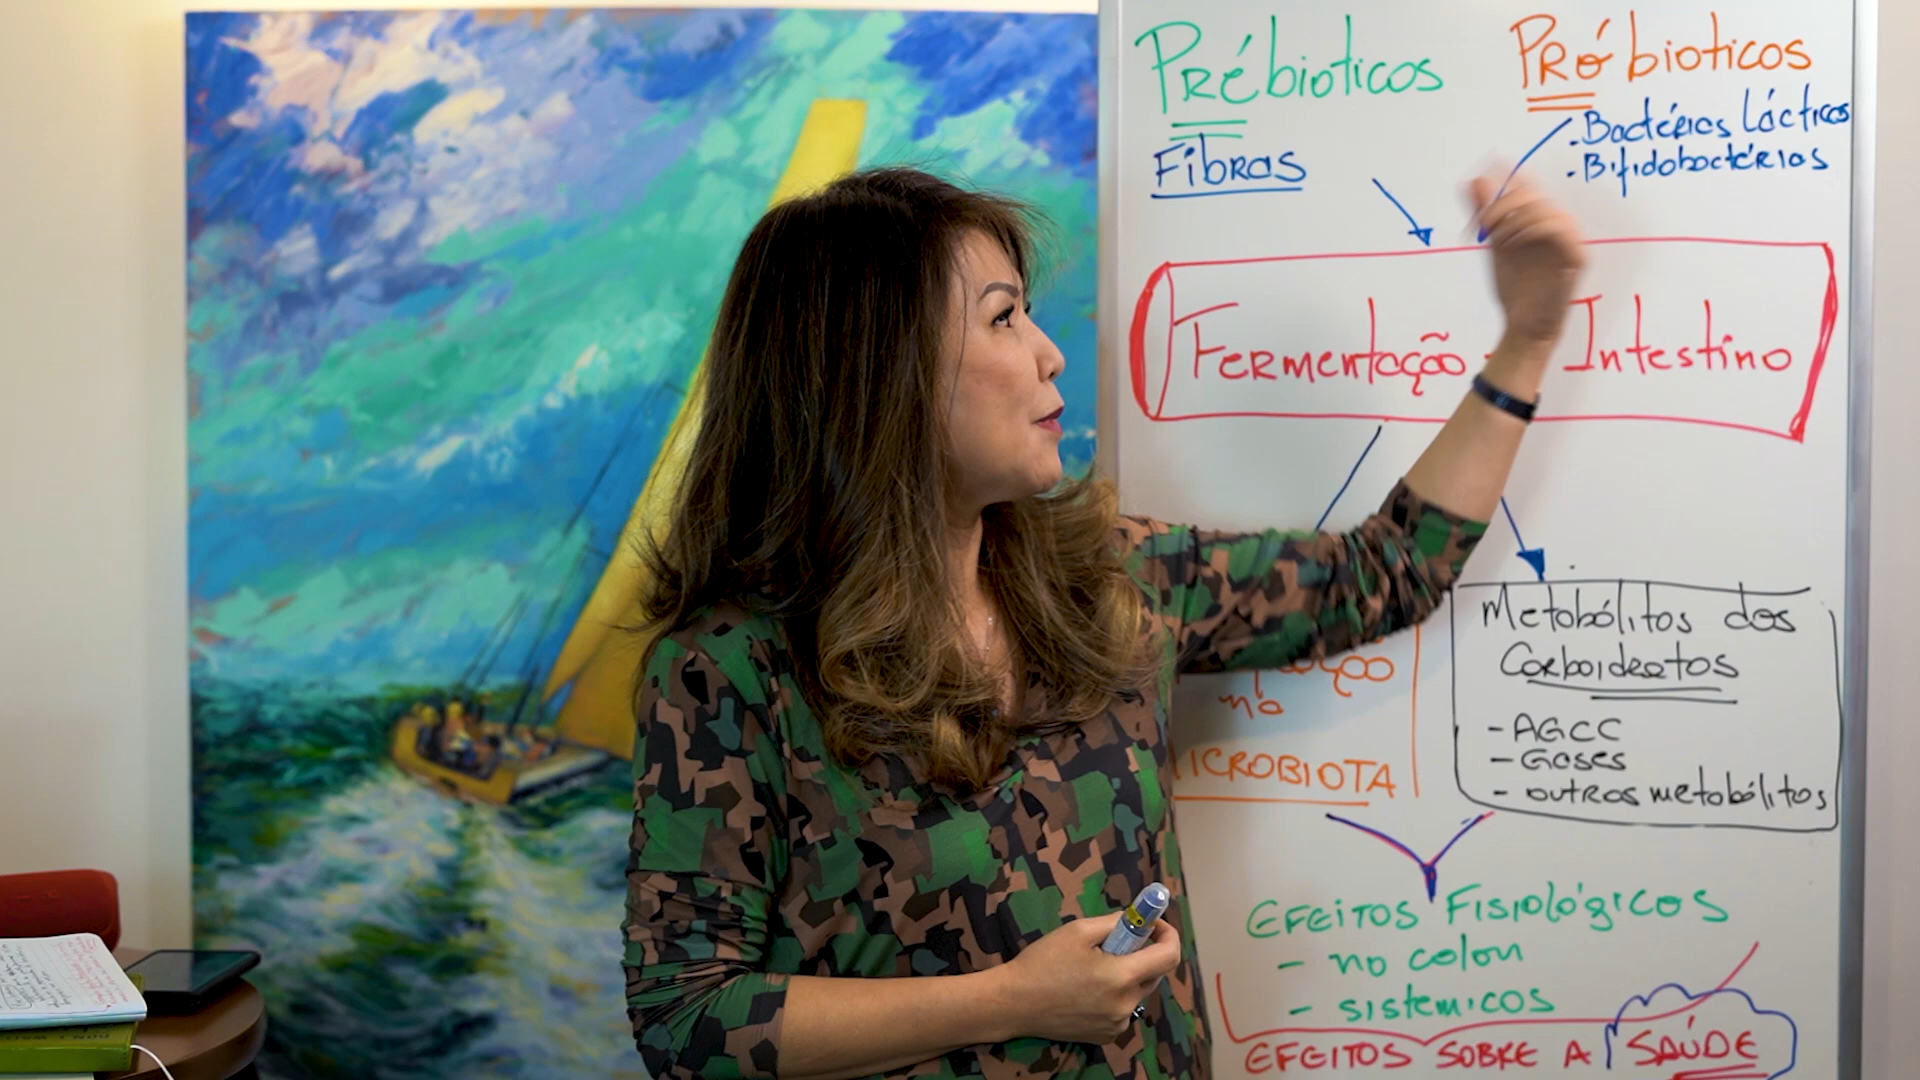 Prébioticos
Fibras
PRóbioticos
. Bactérias Lácticas
. Bifidobactérias
Fermentação - Intestino
na
ICROBIOTA
Metabólitos dos
Carboidratos
- AGCC
- Gases
- outros metabólitos
EFEITOS FISIOLÓGICOS
- no colon
- sistemicos
EFEITOS SOBRE A SAÚDE